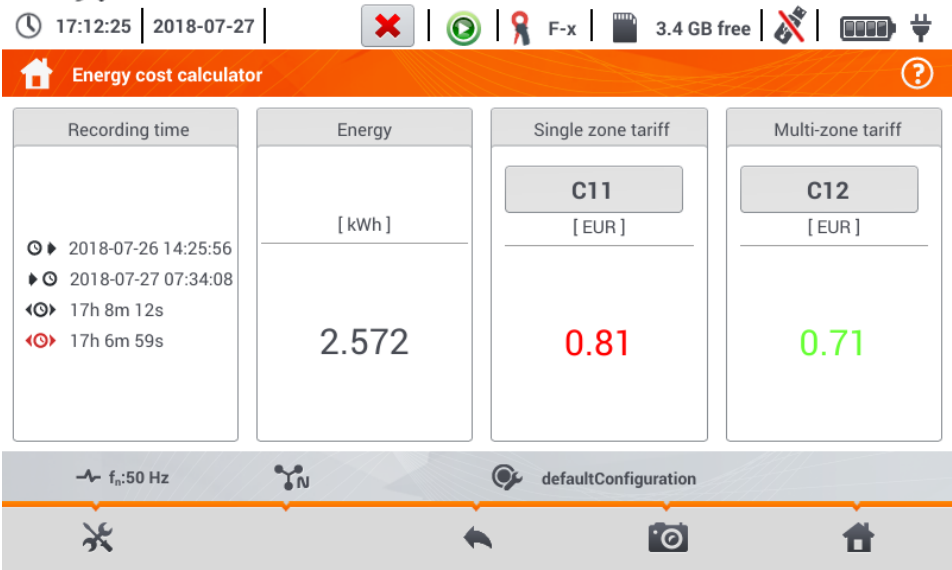 17:12:25 2018-07-27 F-x 3.4 GB free
Energy cost calculator ?
Recording time
2018-07-26 14:25:56
2018-07-27 07:34:08
17h 8m 12s
17h 6m 59s
Energy
[ kWh ]
2.572
Single zone tariff
C11
[ EUR ]
0.81
Multi-zone tariff
C12
[ EUR ]
0.71
fn:50 Hz N defaultConfiguration